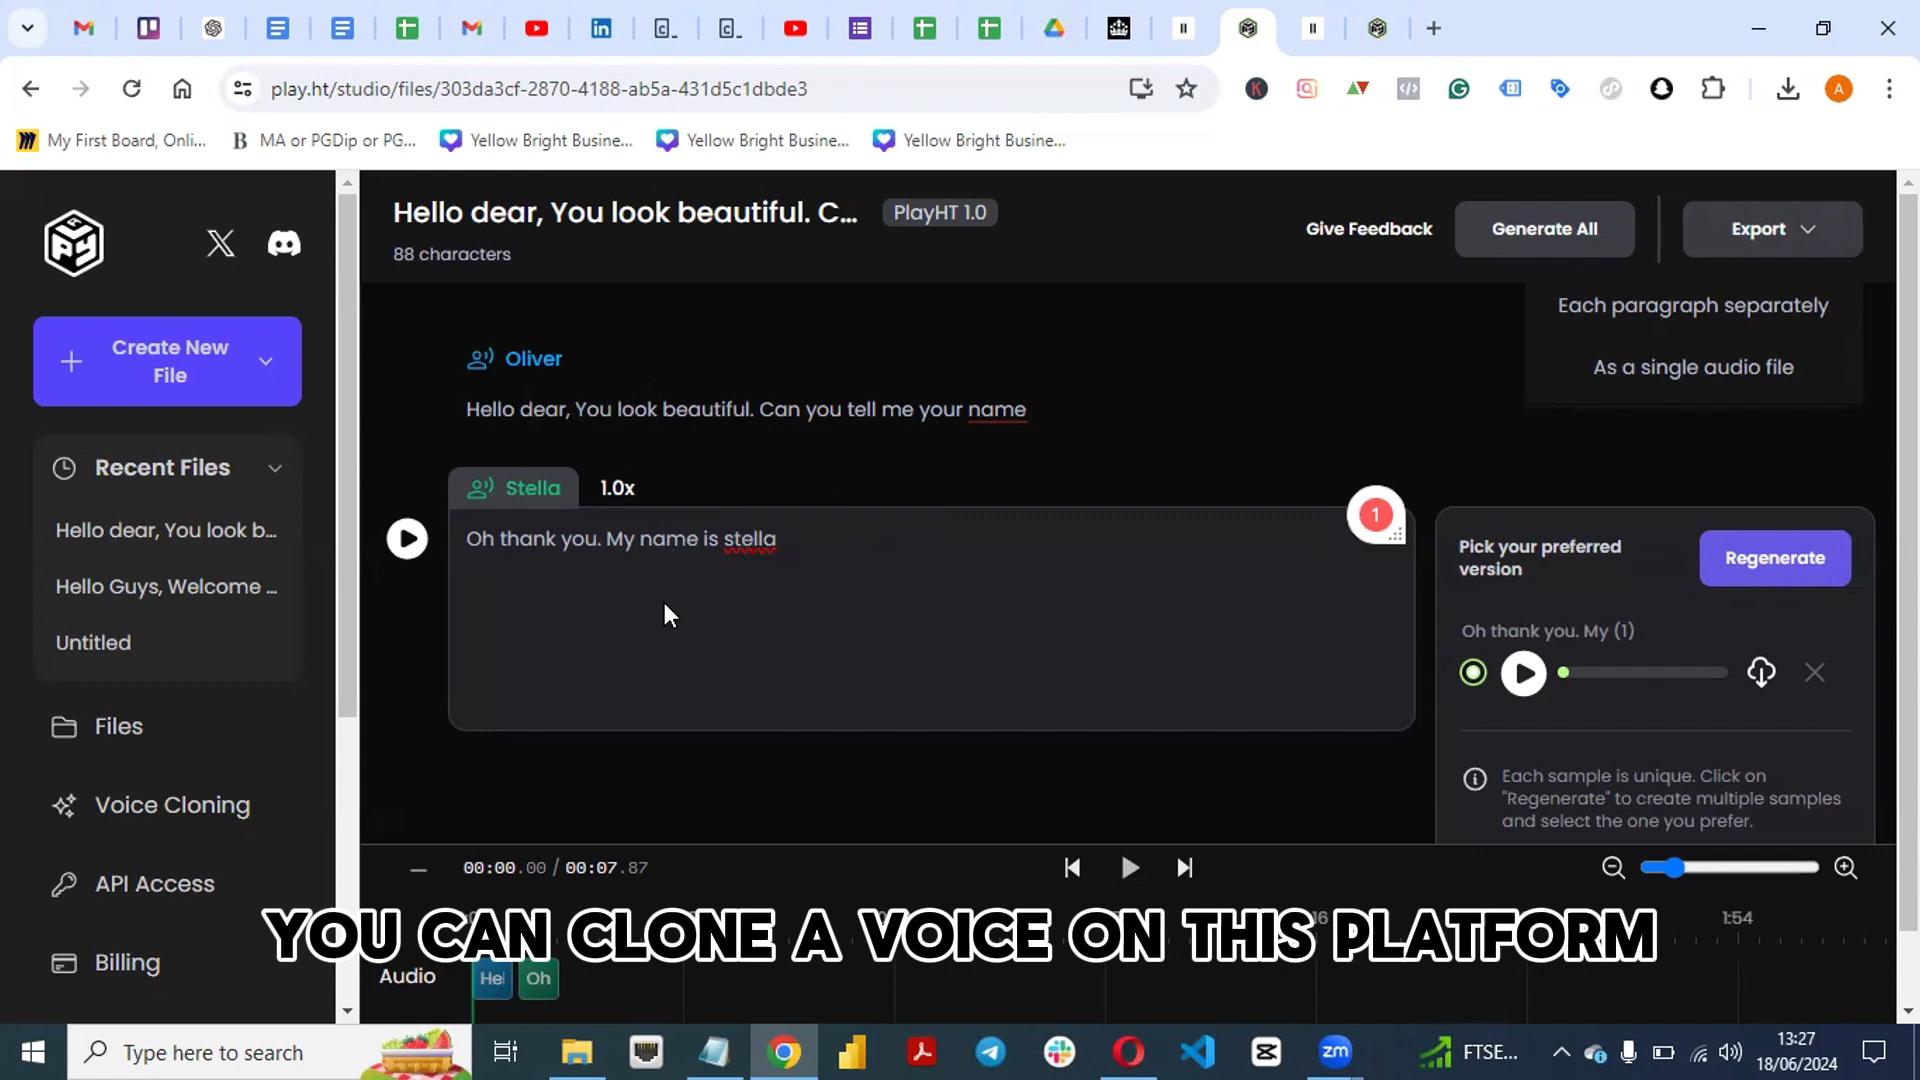 play.ht/studio/files/303da3cf-2870-4188-ab5a-431d5c1dbde3
A
My First Board, Onli...
B MA or PGDip or PG...
Yellow Bright Busine...
Yellow Bright Busine...
Yellow Bright Busine...
Hello dear, You look beautiful. C...
PlayHT 1.0
88 characters
Give Feedback
Generate All
Export
Each paragraph separately
As a single audio file
Create New
File
Recent Files
Hello dear, You look b...
Hello Guys, Welcome ...
Untitled
Files
Voice Cloning
API Access
Billing
Oliver
Hello dear, You look beautiful. Can you tell me your name
Stella
1.0x
1
Oh thank you. My name is stella
Pick your preferred
version
Regenerate
Oh thank you. My (1)
Each sample is unique. Click on
"Regenerate" to create multiple samples
and select the one you prefer.
00:00.00 / 00:07.87
1:54
YOU CAN CLONE A VOICE ON THIS PLATFORM
Audio
Hel
Oh
Type here to search
zm
FTSE...
13:27
18/06/2024